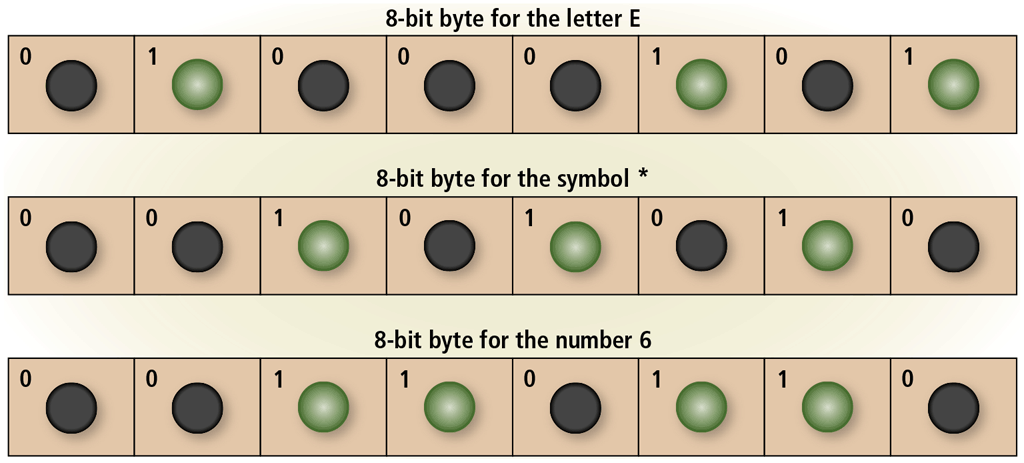 8-bit byte for the letter E
0 1 0 0 0 1 0 1
8-bit byte for the symbol *
0 0 1 0 1 0 1 0
8-bit byte for the number 6
0 0 1 1 0 1 1 0